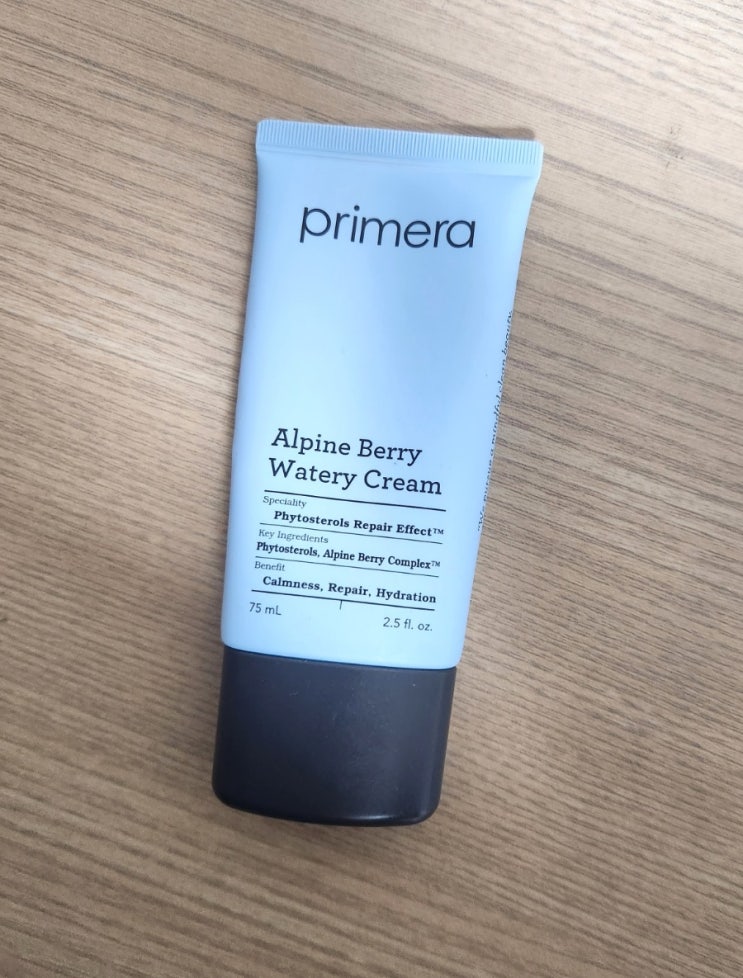 primera
Alpine Berry
Watery Cream
Speciality
Phytosterols Repair Effect™
Key Ingredients
Phytosterols, Alpine Berry Complex™
Benefit
Calmness, Repair, Hydration
75 mL
2.5 fl. oz.